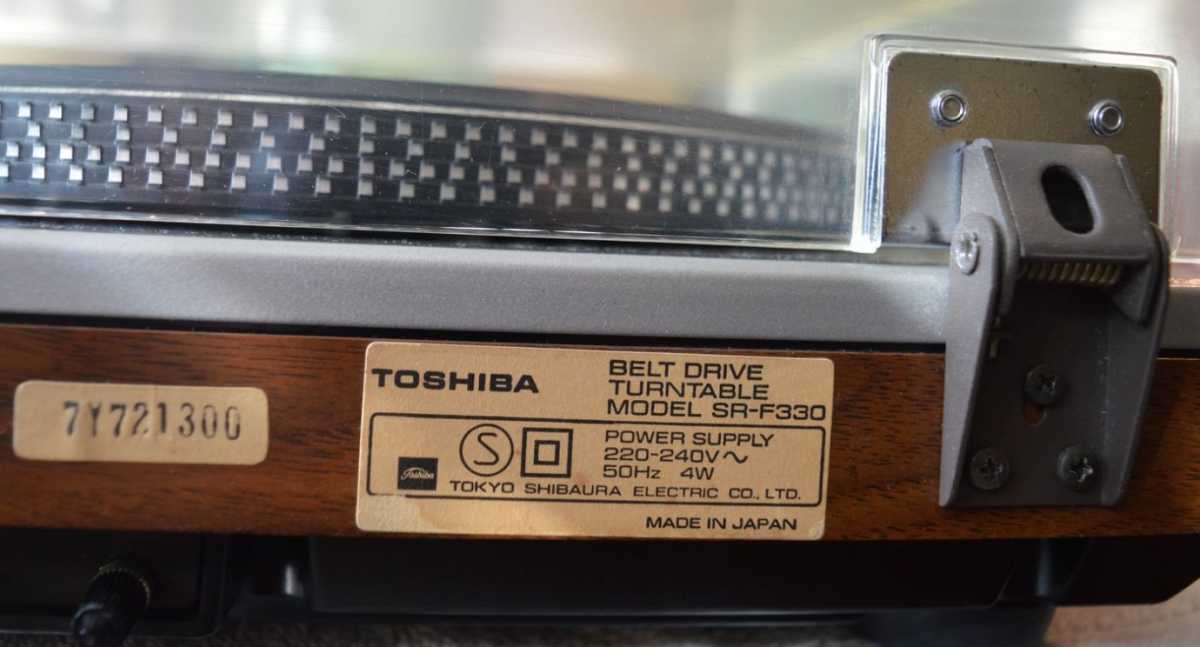 7Y721300
TOSHIBA
BELT DRIVE
TURNTABLE
MODEL SR-F330
S
POWER SUPPLY
220-240V~
50Hz 4W
Toshiba
TOKYO SHIBAURA ELECTRIC CO., LTD.
MADE IN JAPAN